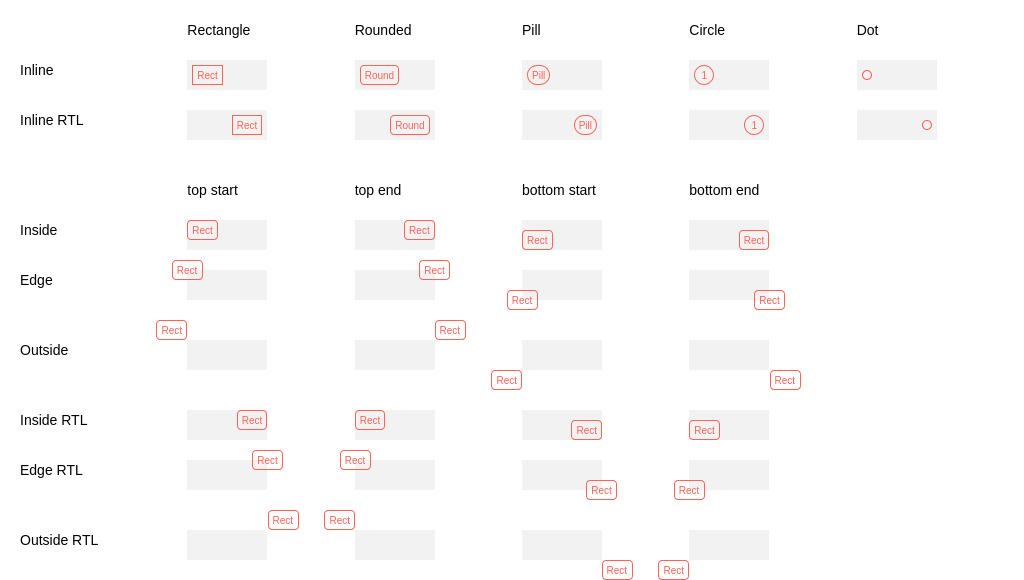 Rectangle Rounded Pill Circle Dot
Inline Rect Round Pill 1
Inline RTL Rect Round Pill 1
top start top end bottom start bottom end
Inside Rect Rect Rect Rect
Edge Rect Rect Rect Rect
Rect Rect
Outside
Rect Rect
Inside RTL Rect Rect Rect Rect
Rect Rect
Edge RTL
Rect Rect
Rect Rect
Outside RTL
Rect Rect